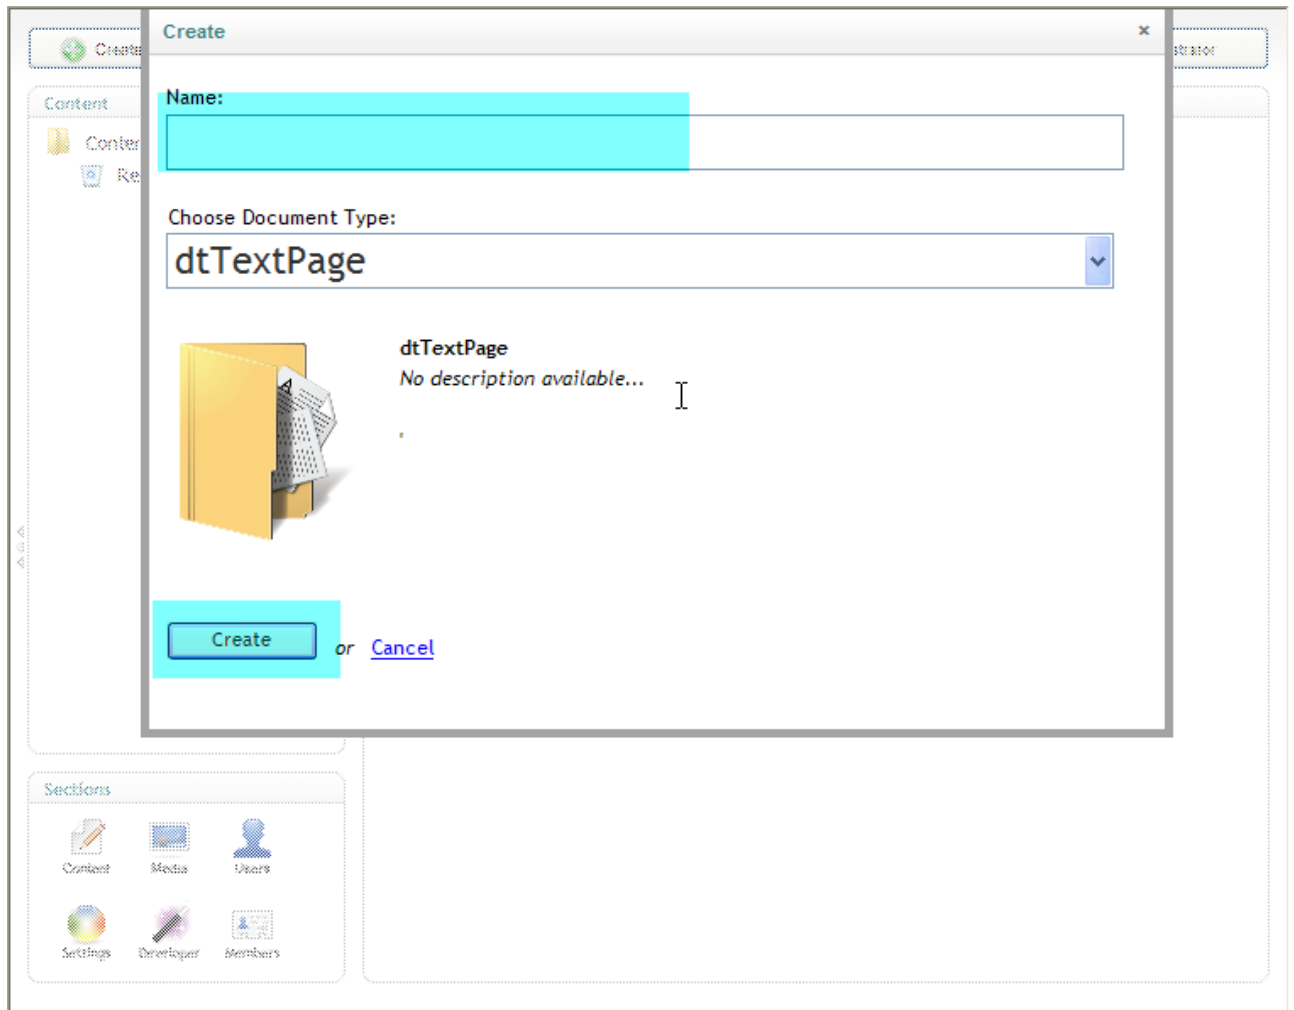 Create
×
Create
Content
Name:
Choose Document Type:
dtTextPage
dtTextPage
No description available...
Create or Cancel
Sections
Content Media Users
Settings Developer Members